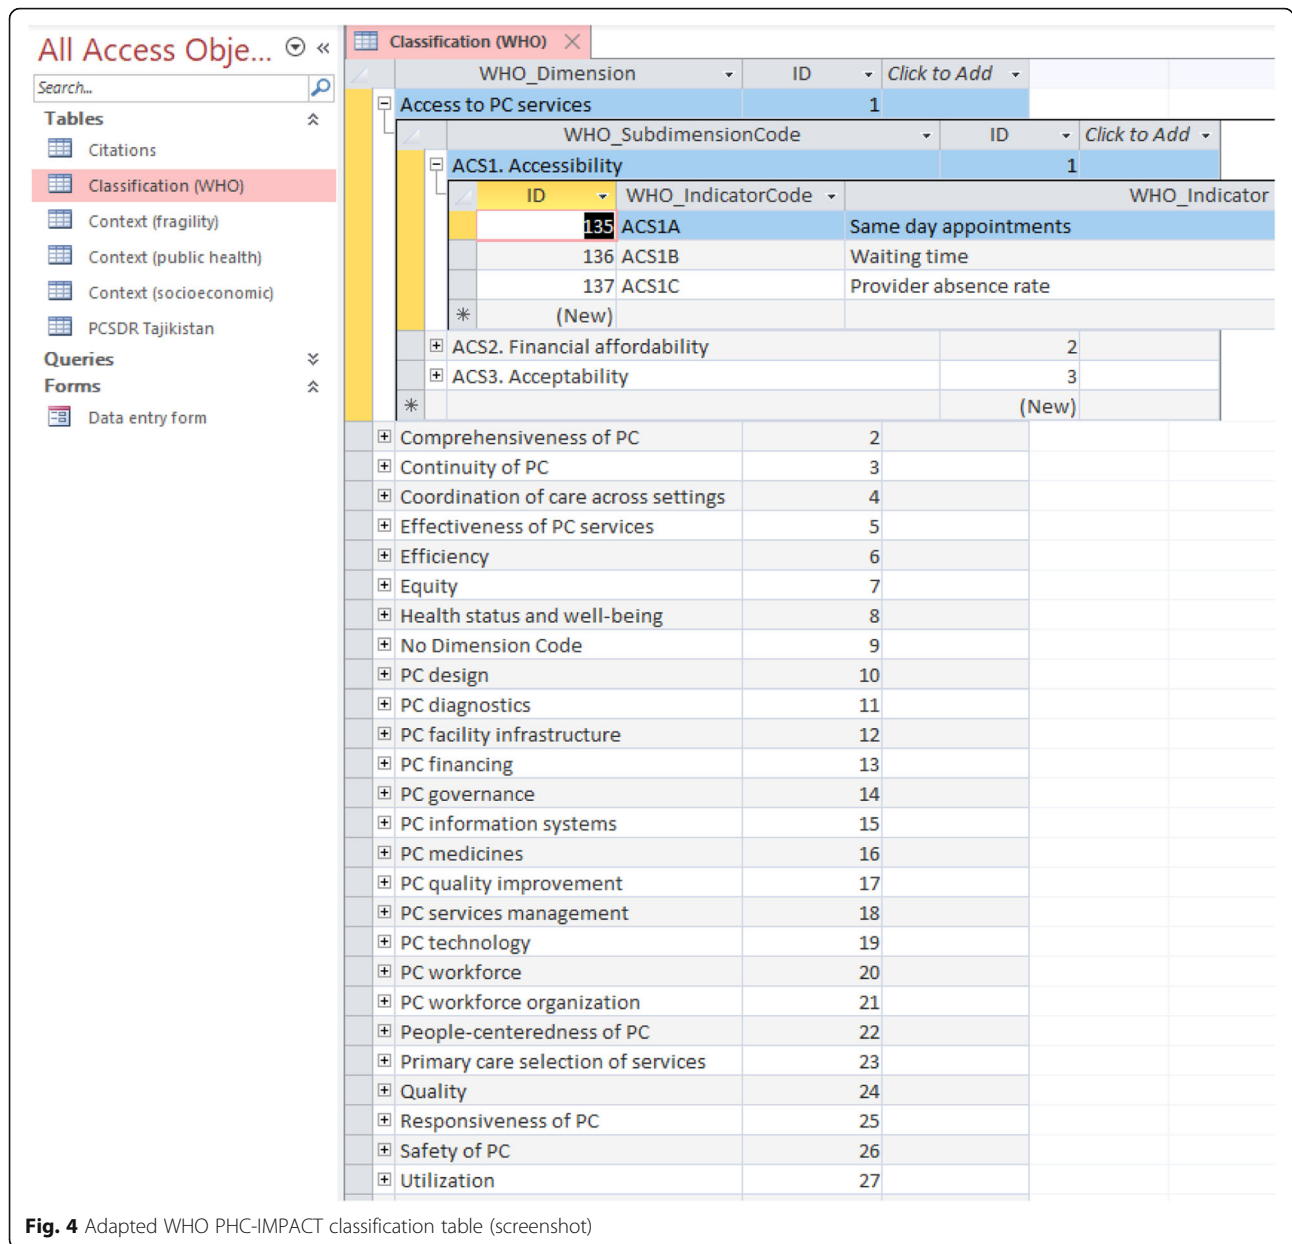 All Access Obje... «
Search...
Tables
Citations
Classification (WHO)
Context (fragility)
Context (public health)
Context (socioeconomic)
PCSDR Tajikistan
Queries
Forms
Data entry form
Classification (WHO)
WHO_Dimension ID Click to Add
Access to PC services 1
WHO_SubdimensionCode ID Click to Add
ACS1. Accessibility 1
ID WHO_IndicatorCode WHO_Indicator
135 ACS1A Same day appointments
136 ACS1B Waiting time
137 ACS1C Provider absence rate
* (New)
ACS2. Financial affordability 2
ACS3. Acceptability 3
* (New)
Comprehensiveness of PC 2
Continuity of PC 3
Coordination of care across settings 4
Effectiveness of PC services 5
Efficiency 6
Equity 7
Health status and well-being 8
No Dimension Code 9
PC design 10
PC diagnostics 11
PC facility infrastructure 12
PC financing 13
PC governance 14
PC information systems 15
PC medicines 16
PC quality improvement 17
PC services management 18
PC technology 19
PC workforce 20
PC workforce organization 21
People-centeredness of PC 22
Primary care selection of services 23
Quality 24
Responsiveness of PC 25
Safety of PC 26
Utilization 27
Fig. 4 Adapted WHO PHC-IMPACT classification table (screenshot)